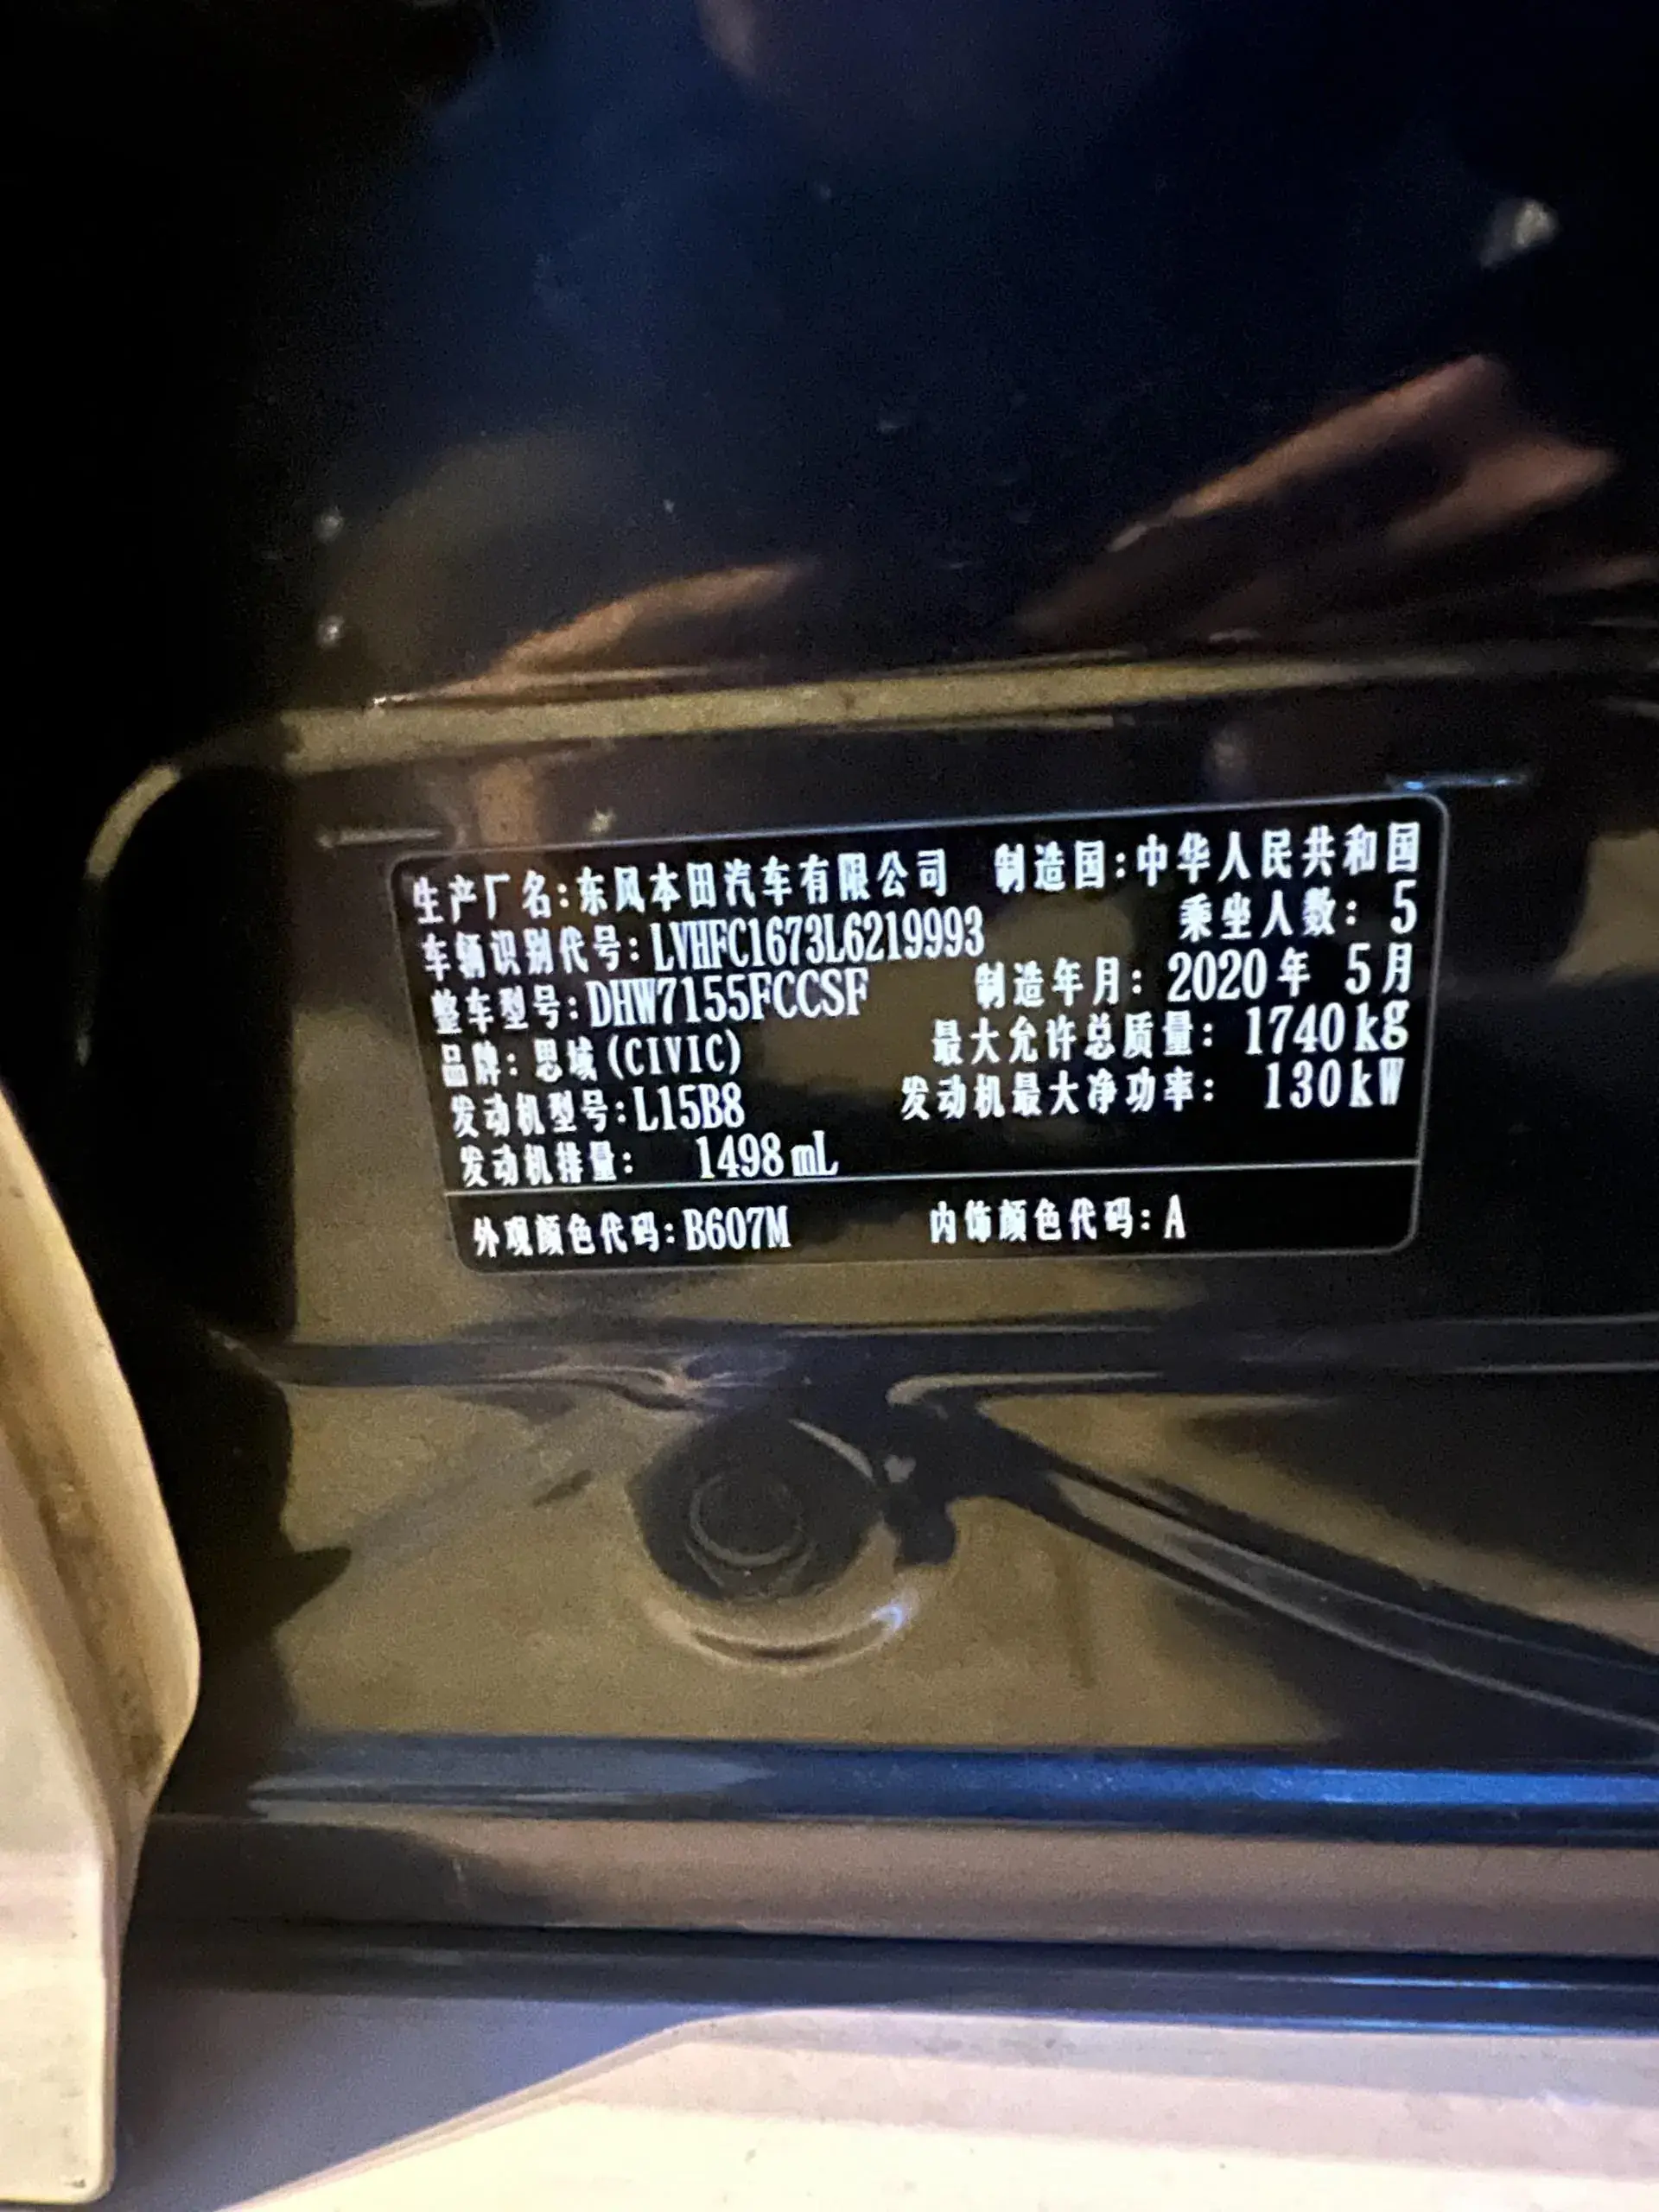 生产厂名:东风本田汽车有限公司 制造国:中华人民共和国
车辆识别代号:LVHFC1673L6219993 乘坐人数: 5
整车型号:DHW7155FCCSF 制造年月: 2020年 5月
品牌: 思域(CIVIC) 最大允许总质量: 1740kg
发动机型号:L15B8 发动机最大净功率: 130kW
发动机排量: 1498mL
外观颜色代码:B607M 内饰颜色代码:A